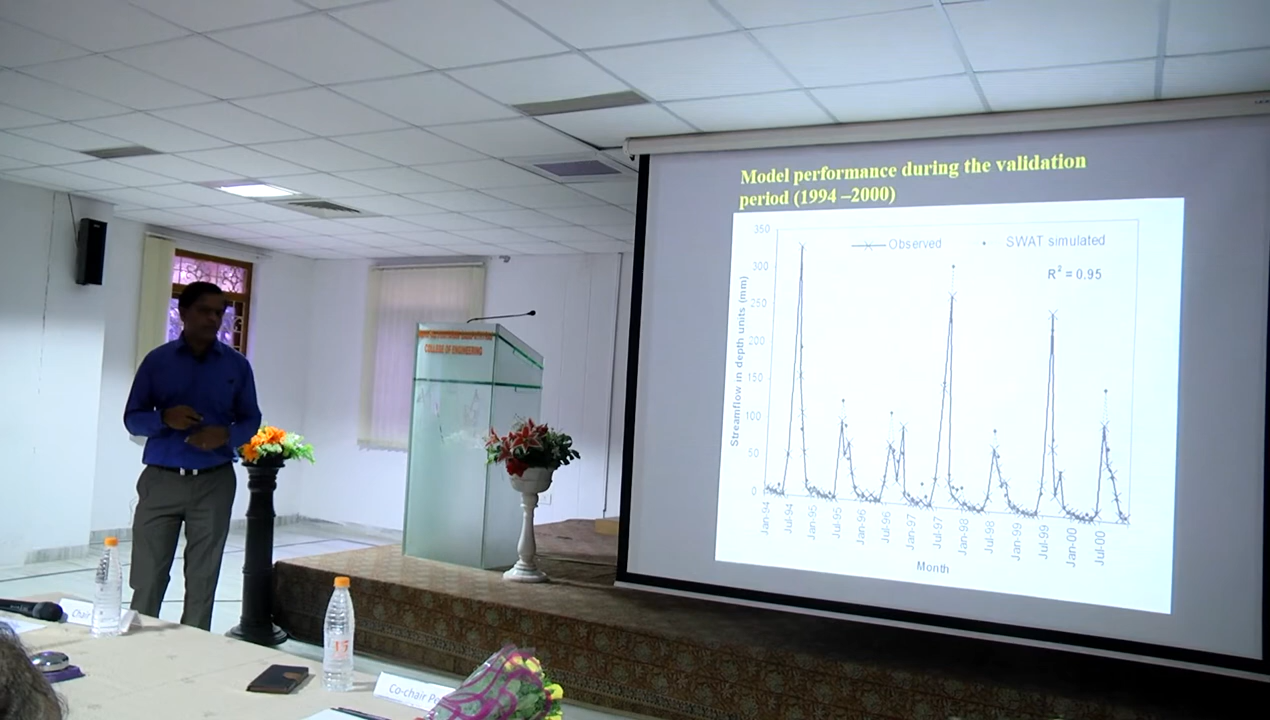 Model performance during the validation
period (1994 –2000)
350
300
250
200
150
100
50
0
Streamflow in depth units (mm)
Observed
SWAT simulated
R² = 0.95
Jan-94
Jul-94
Jan-95
Jul-95
Jan-96
Jul-96
Jan-97
Jul-97
Jan-98
Jul-98
Jan-99
Jul-99
Jan-00
Jul-00
Month
COLLEGE OF ENGINEERING
Chair
Co-chair